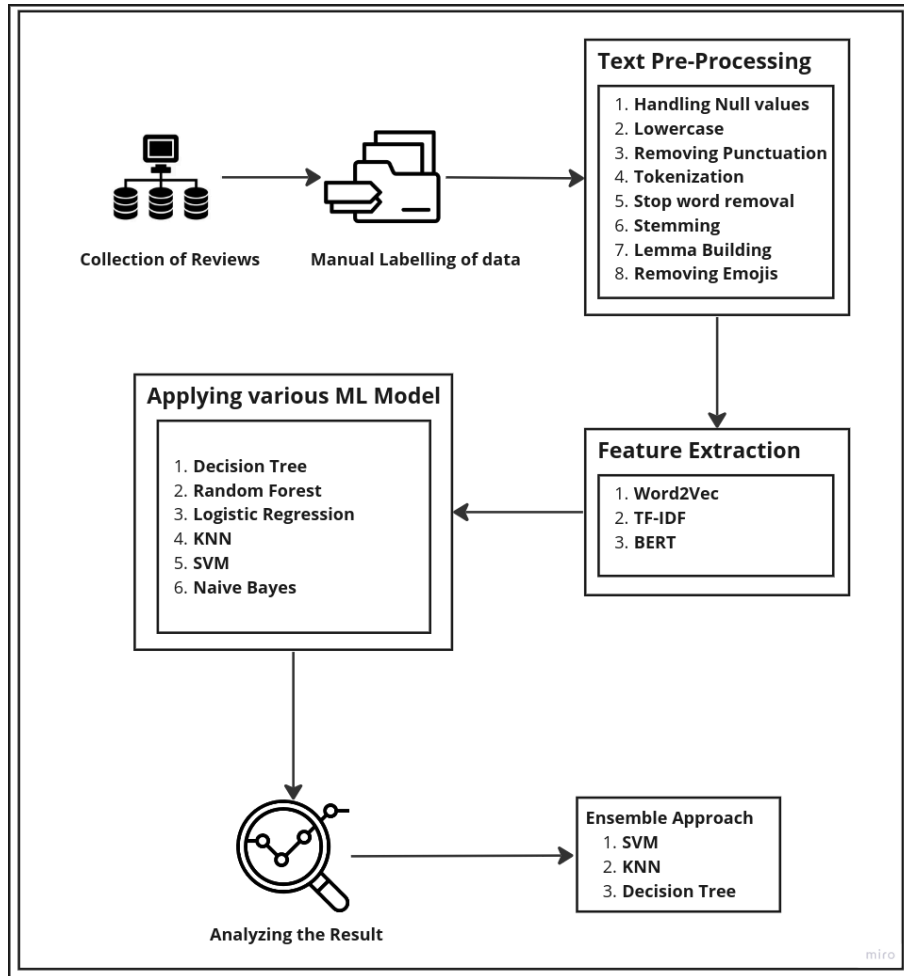 Collection of Reviews
Manual Labelling of data
Text Pre-Processing
1. Handling Null values
2. Lowercase
3. Removing Punctuation
4. Tokenization
5. Stop word removal
6. Stemming
7. Lemma Building
8. Removing Emojis
Feature Extraction
1. Word2Vec
2. TF-IDF
3. BERT
Applying various ML Model
1. Decision Tree
2. Random Forest
3. Logistic Regression
4. KNN
5. SVM
6. Naive Bayes
Analyzing the Result
Ensemble Approach
1. SVM
2. KNN
3. Decision Tree
miro